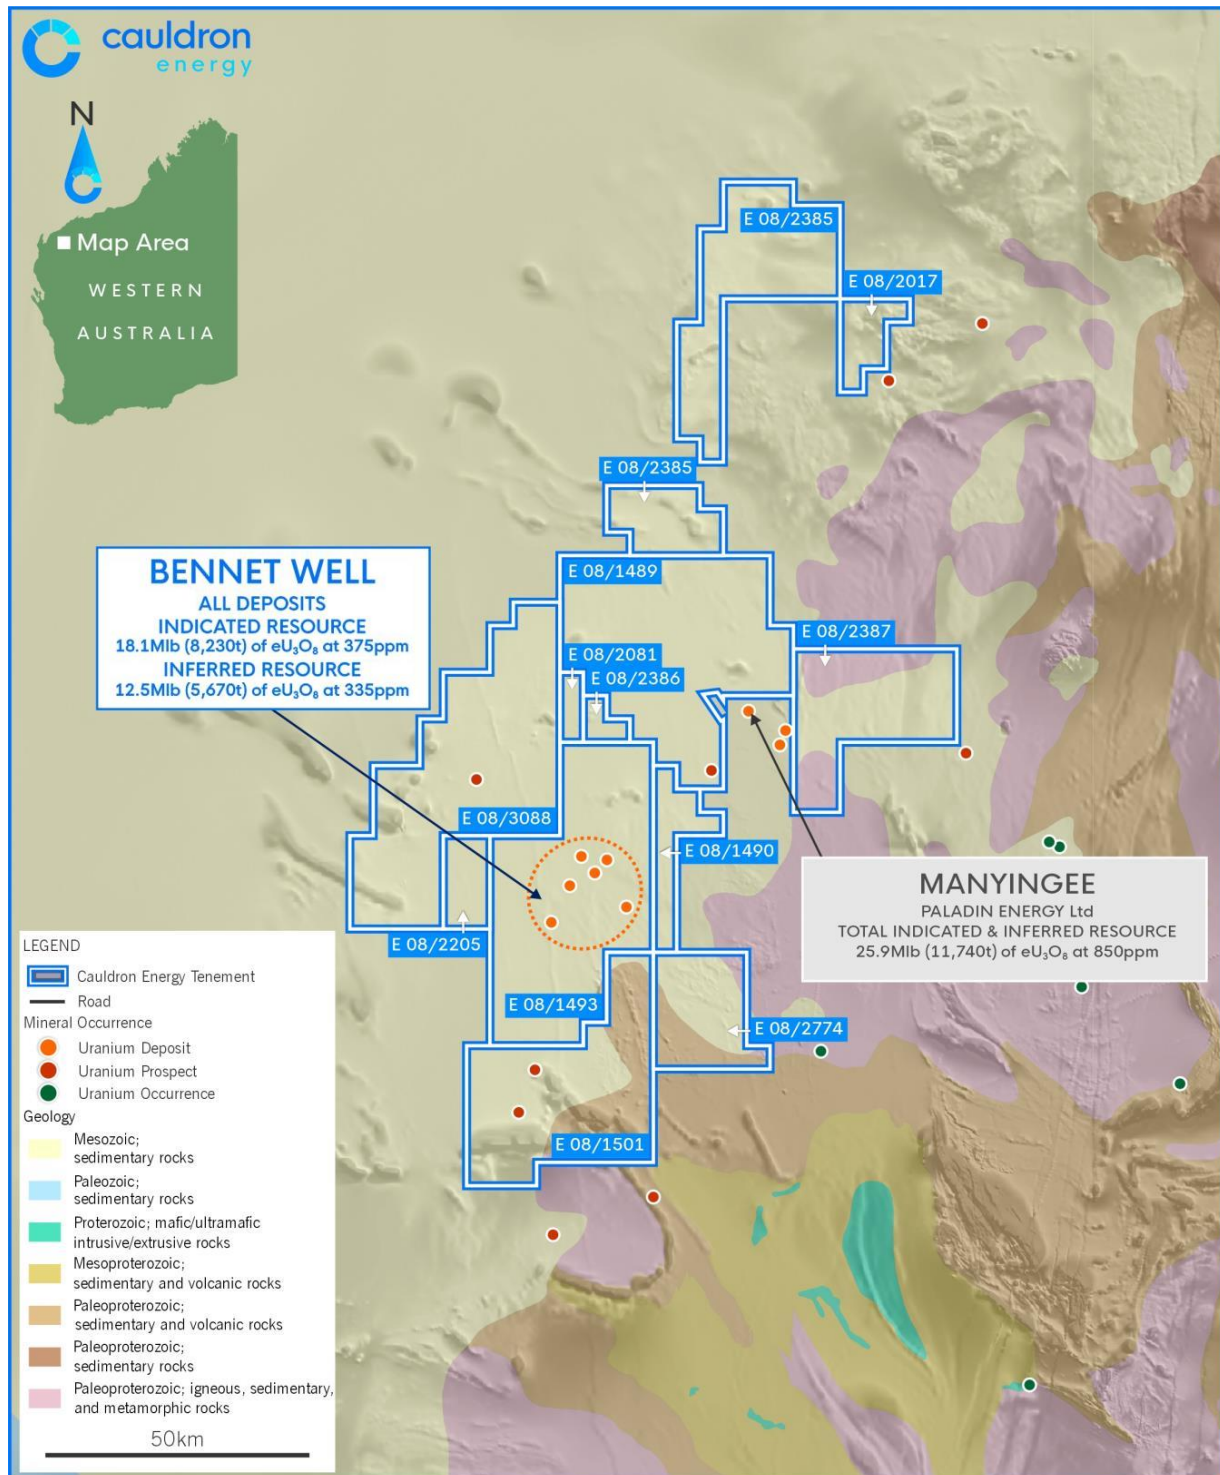 cauldron
energy
N
Map Area
WESTERN
AUSTRALIA
E 08/2385
E 08/2017
E 08/2385
E 08/1489
BENNET WELL
ALL DEPOSITS
INDICATED RESOURCE
18.1Mlb (8,230t) of eU₃O₈ at 375ppm
INFERRED RESOURCE
12.5Mlb (5,670t) of eU₃O₈ at 335ppm
E 08/2387
E 08/2081
E 08/2386
E 08/3088
E 08/1490
MANYINGEE
PALADIN ENERGY Ltd
TOTAL INDICATED & INFERRED RESOURCE
25.9Mlb (11,740t) of eU₃O₈ at 850ppm
E 08/2205
E 08/1493
E 08/2774
E 08/1501
LEGEND
Cauldron Energy Tenement
Road
Mineral Occurrence
Uranium Deposit
Uranium Prospect
Uranium Occurrence
Geology
Mesozoic;
sedimentary rocks
Paleozoic;
sedimentary rocks
Proterozoic; mafic/ultramafic
intrusive/extrusive rocks
Mesoproterozoic;
sedimentary and volcanic rocks
Paleoproterozoic;
sedimentary and volcanic rocks
Paleoproterozoic;
sedimentary rocks
Paleoproterozoic; igneous, sedimentary,
and metamorphic rocks
50km